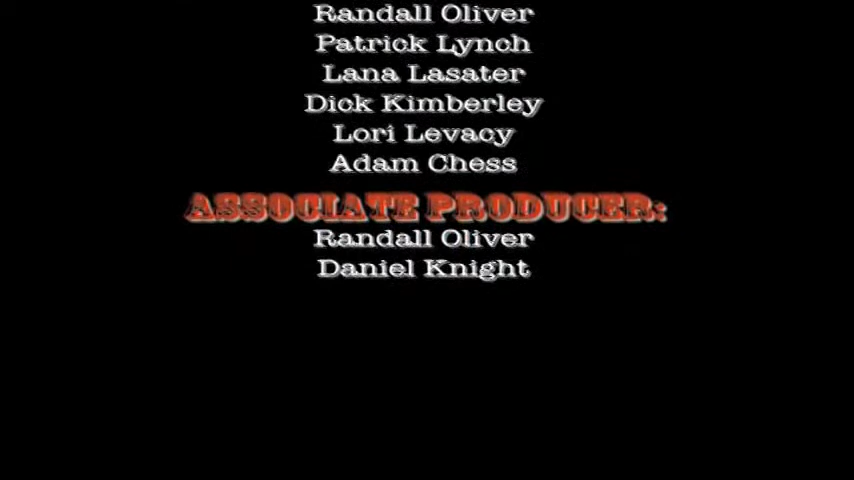 Randall Oliver
Patrick Lynch
Lana Lasater
Dick Kimberley
Lori Levacy
Adam Chess
ASSOCIATE PRODUCER:
Randall Oliver
Daniel Knight